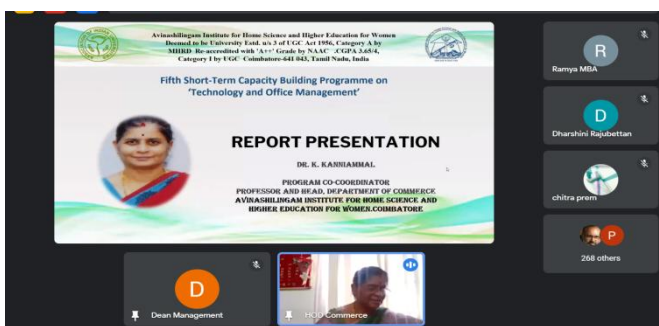 Avinashilingam Institute for Home Science and Higher Education for Women
Deemed to be University Estd. u/s 3 of UGC Act 1956, Category A by
MHRD Re-accredited with 'A++' Grade by NAAC. CGPA 3.65/4,
Category I by UGC Coimbatore-641 043, Tamil Nadu, India
Fifth Short-Term Capacity Building Programme on
'Technology and Office Management'
REPORT PRESENTATION
DR. K. KANNIAMMAL
PROGRAM CO-COORDINATOR
PROFESSOR AND HEAD, DEPARTMENT OF COMMERCE
AVINASHILINGAM INSTITUTE FOR HOME SCIENCE AND
HIGHER EDUCATION FOR WOMEN.COIMBATORE
R
Ramya MBA
D
Dharshini Rajubettan
chitra prem
P
268 others
D
Dean Management
HOD Commerce